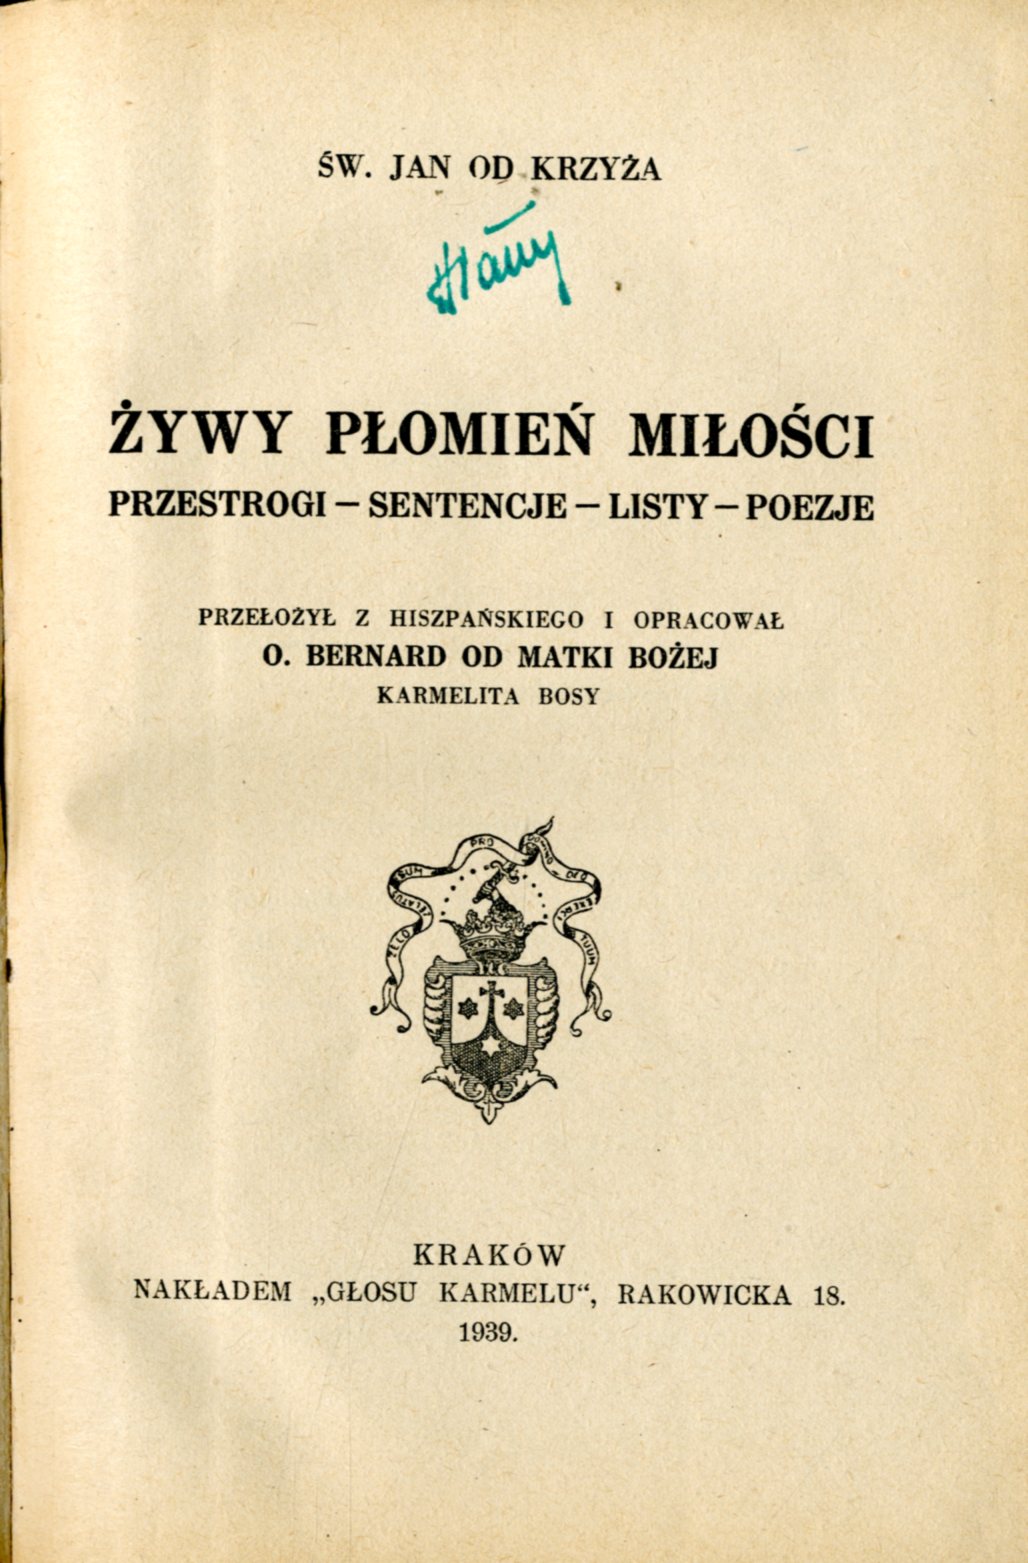 ŚW. JAN OD KRZYŻA
ŻYWY PŁOMIEŃ MIŁOŚCI
PRZESTROGI – SENTENCJE – LISTY – POEZJE
PRZEŁOŻYŁ Z HISZPAŃSKIEGO I OPRACOWAŁ
O. BERNARD OD MATKI BOŻEJ
KARMELITA BOSY
PRO
KRAKÓW
NAKŁADEM „GŁOSU KARMELU“, RAKOWICKA 18.
1939.